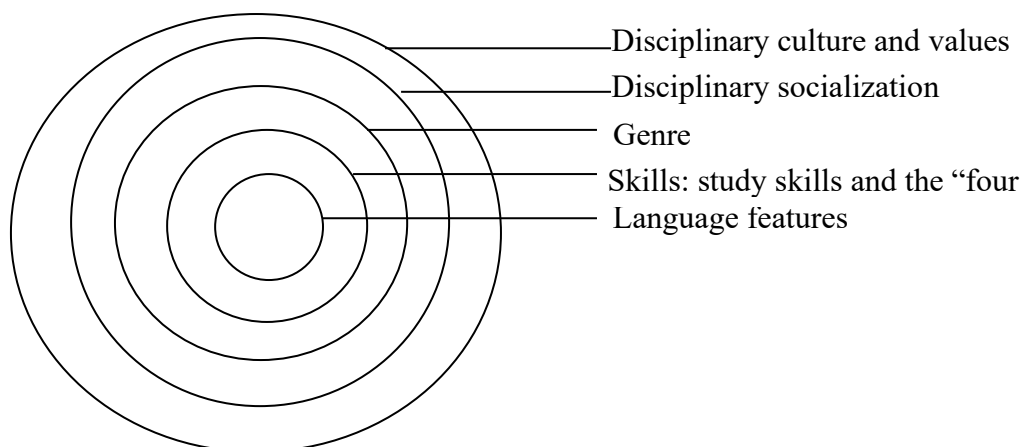 Disciplinary culture and values
Disciplinary socialization
Genre
Skills: study skills and the “four
Language features